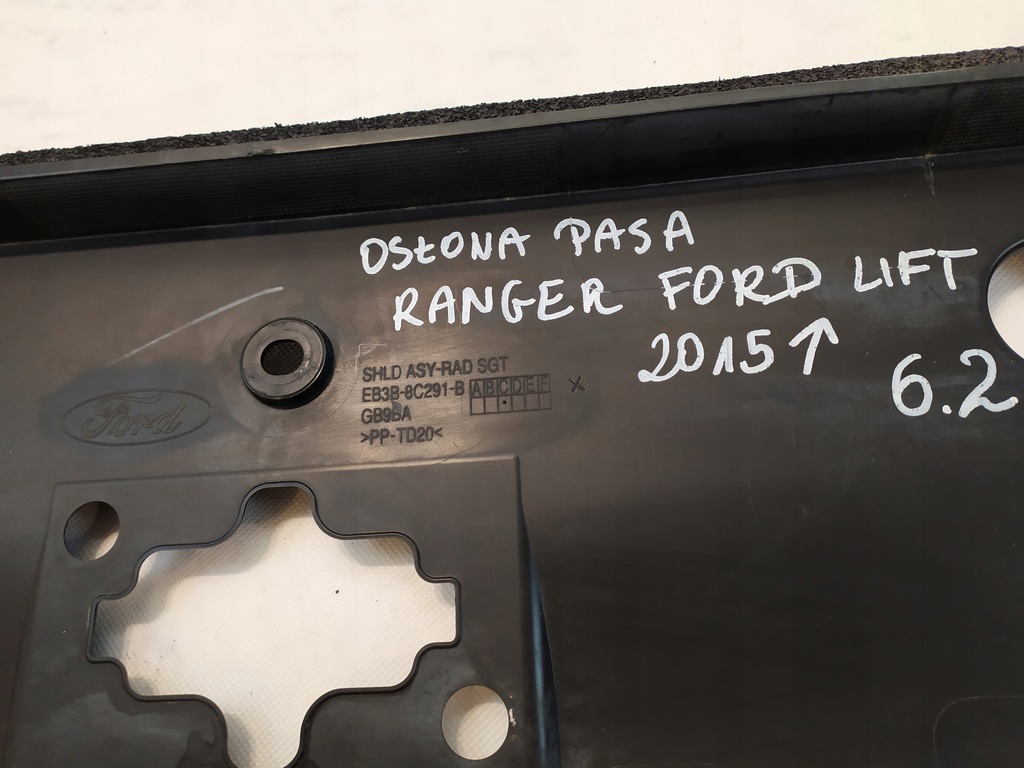 OSŁONA PASA
RANGER FORD LIFT
2015↑
6.2
SHLD ASY-RAD SGT
EB3B-8C291-B ABCDEF
GB9BA
>PP-TD20<
Ford